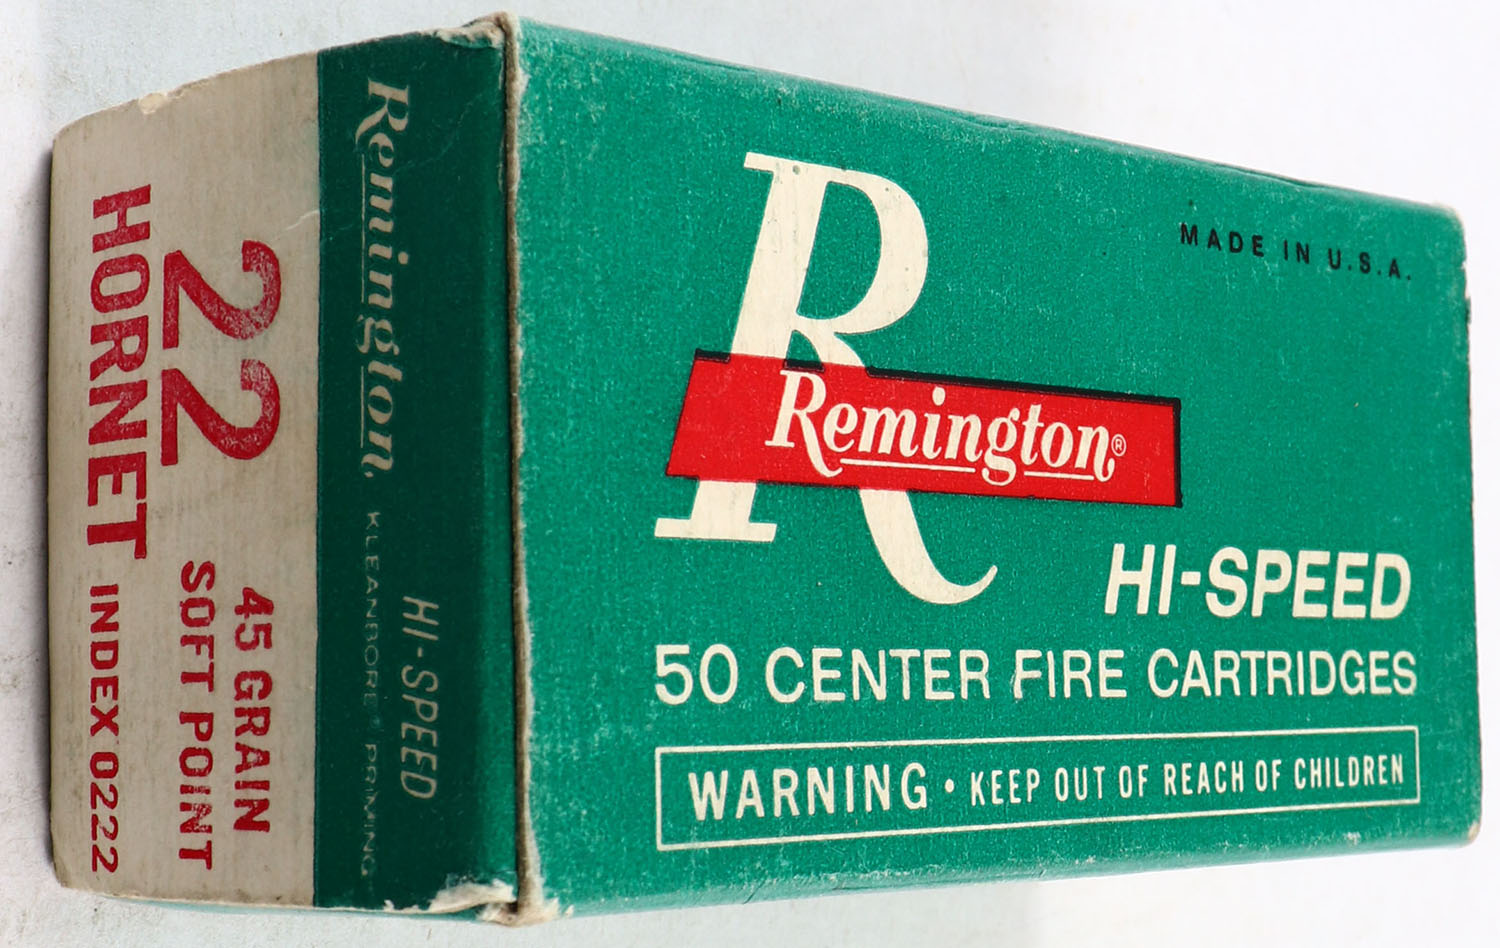 MADE IN U.S.A.
R
Remington®
HI-SPEED
50 CENTER FIRE CARTRIDGES
WARNING • KEEP OUT OF REACH OF CHILDREN
HI-SPEED
Remington, KLEANBORE® PRIMING
22 45 GRAIN
SOFT POINT
HORNET INDEX 0222